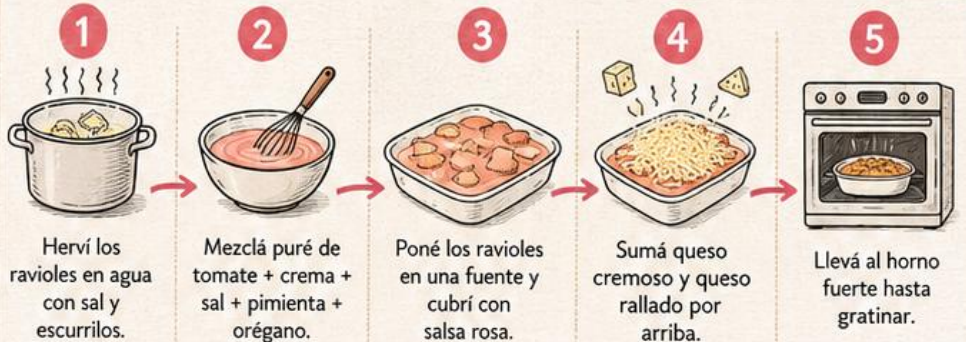 1
Herví los
ravioles en agua
con sal y
escurrilos.
2
Mezclá puré de
tomate + crema +
sal + pimienta +
orégano.
3
Poné los ravioles
en una fuente y
cubrí con
salsa rosa.
4
Sumá queso
cremoso y queso
rallado por
arriba.
5
Llevá al horno
fuerte hasta
gratinar.